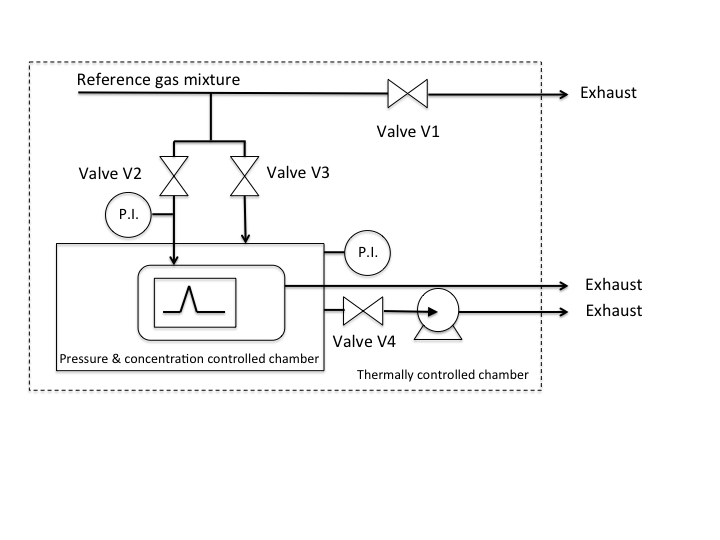 Reference gas mixture
Exhaust
Valve V1
Valve V2
Valve V3
P.I.
P.I.
Exhaust
Exhaust
Valve V4
Pressure & concentration controlled chamber
Thermally controlled chamber